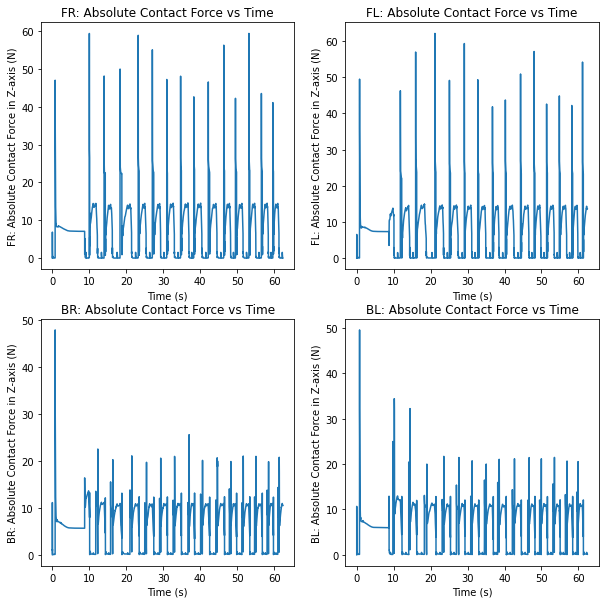 FR: Absolute Contact Force vs Time
FR: Absolute Contact Force in Z-axis (N)
60
50
40
30
20
10
0
0 10 20 30 40 50 60
Time (s)
FL: Absolute Contact Force vs Time
FL: Absolute Contact Force in Z-axis (N)
60
50
40
30
20
10
0
0 10 20 30 40 50 60
Time (s)
BR: Absolute Contact Force vs Time
BR: Absolute Contact Force in Z-axis (N)
50
40
30
20
10
0
0 10 20 30 40 50 60
Time (s)
BL: Absolute Contact Force vs Time
BL: Absolute Contact Force in Z-axis (N)
50
40
30
20
10
0
0 10 20 30 40 50 60
Time (s)